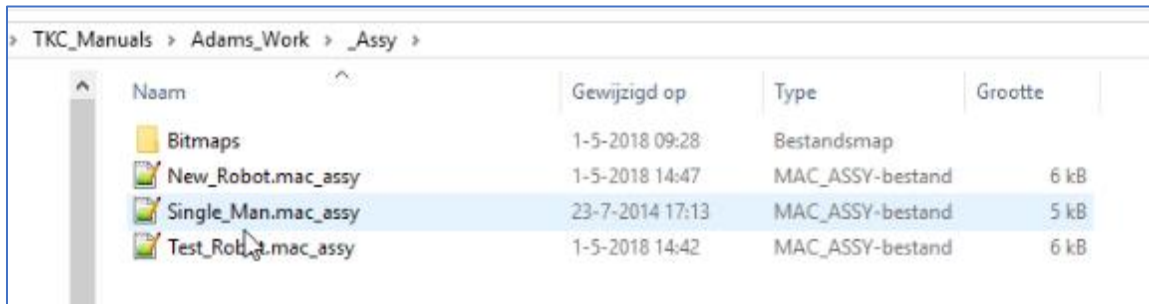 TKC_Manuals > Adams_Work > _Assy >
Naam Gewijzigd op Type Grootte
Bitmaps 1-5-2018 09:28 Bestandsmap
New_Robot.mac_assy 1-5-2018 14:47 MAC_ASSY-bestand 6 kB
Single_Man.mac_assy 23-7-2014 17:13 MAC_ASSY-bestand 5 kB
Test_Robot.mac_assy 1-5-2018 14:42 MAC_ASSY-bestand 6 kB